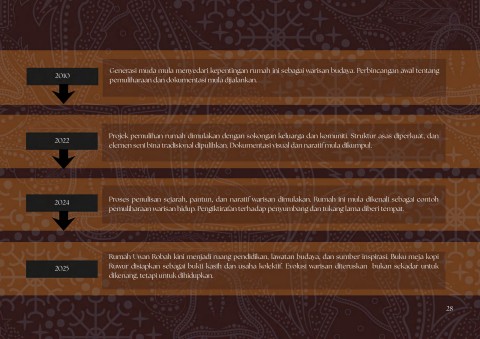 2010
Generasi muda mula menyedari kepentingan rumah ini sebagai warisan budaya. Perbincangan awal tentang
pemuliharaan dan dokumentasi mula dijalankan.
2022
Projek pemulihan rumah dimulakan dengan sokongan keluarga dan komuniti. Struktur asas diperkuat, dan
elemen seni bina tradisional dipulihkan. Dokumentasi visual dan naratif mula dikumpul.
2024
Proses penulisan sejarah, pantun, dan naratif warisan dimulakan. Rumah ini mula dikenali sebagai contoh
pemuliharaan warisan hidup. Pengiktirafan terhadap penyumbang dan tukang lama diberi tempat.
2025
Rumah Uwan Robah kini menjadi ruang pendidikan, lawatan budaya, dan sumber inspirasi. Buku meja kopi
Ruwur disiapkan sebagai bukti kasih dan usaha kolektif. Evolusi warisan diteruskan bukan sekadar untuk
dikenang, tetapi untuk dihidupkan.
28